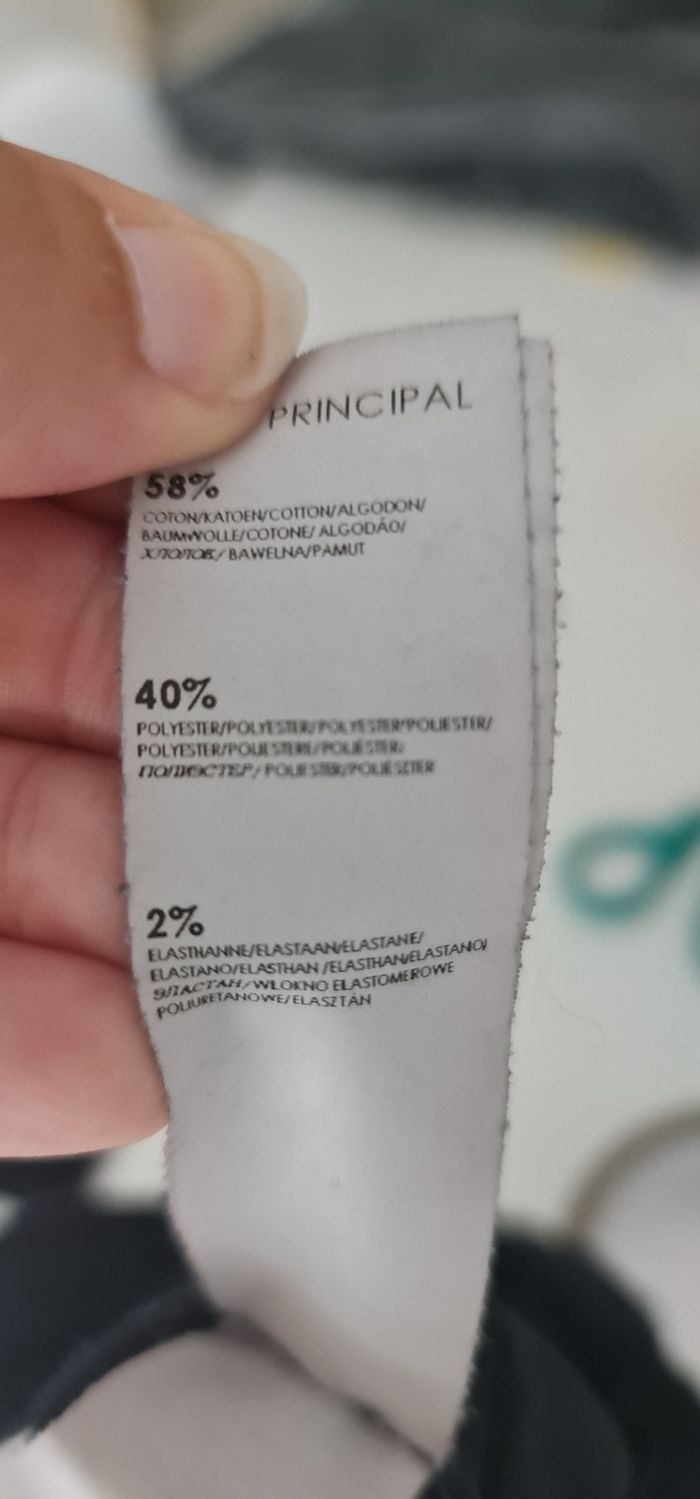 PRINCIPAL
58%
COTON/KATOEN/COTTON/ALGODON/
BAUMWOLLE/COTONE/ ALGODÃO/
ХЛОПОК/ BAWELNA/PAMUT
40%
POLYESTER/POLYESTER/POLYESTER/POLIESTER/
POLYESTER/POLIESTERE/POLIÉSTER/
ПОЛИЭСТЕР/ POLIESTER/POLIÉSZTER
2%
ELASTHANNE/ELASTAAN/ELASTANE/
ELASTANO/ELASTHAN /ELASTHAN/ELASTANO/
ЭЛАСТАН/ WLOKNO ELASTOMEROWE
POLIURETANOWE/ELASZTÁN